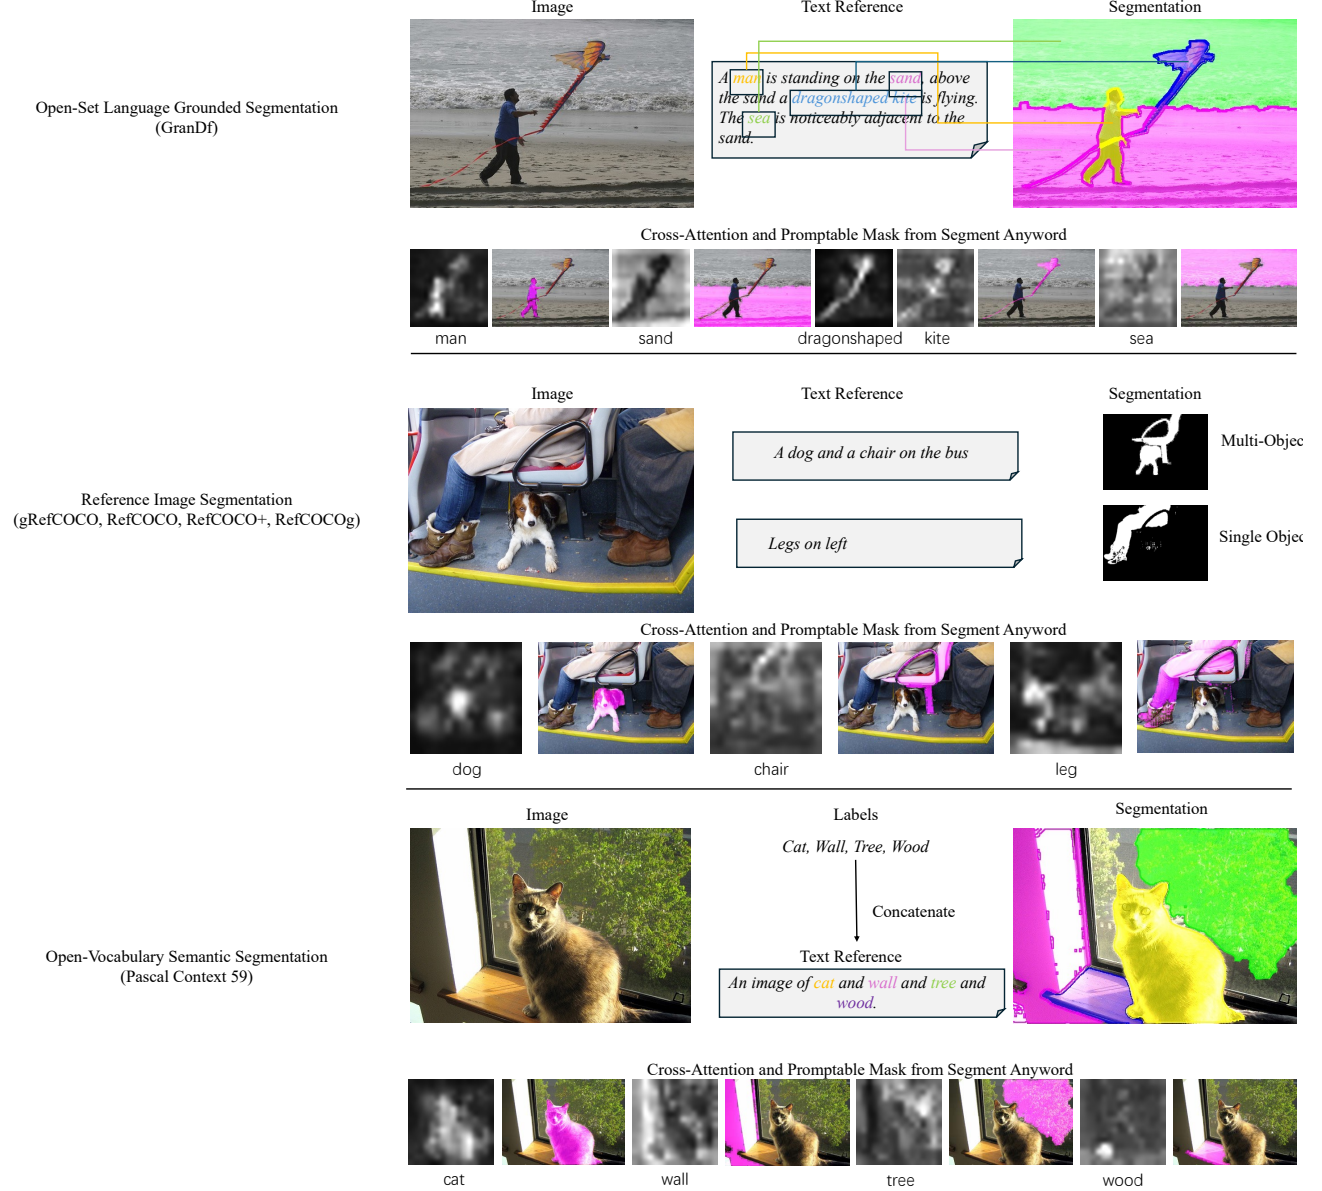 Image
Text Reference
Segmentation
Open-Set Language Grounded Segmentation
(GranDf)
A man is standing on the sand, above
the sand a dragonshaped kite is flying.
The sea is noticeably adjacent to the
sand.
Cross-Attention and Promptable Mask from Segment Anyword
man
sand
dragonshaped
kite
sea
Image
Text Reference
Segmentation
Reference Image Segmentation
(gRefCOCO, RefCOCO, RefCOCO+, RefCOCOg)
A dog and a chair on the bus
Multi-Objec
Legs on left
Single Objec
Cross-Attention and Promptable Mask from Segment Anyword
dog
chair
leg
Image
Labels
Segmentation
Open-Vocabulary Semantic Segmentation
(Pascal Context 59)
Cat, Wall, Tree, Wood
Concatenate
Text Reference
An image of cat and wall and tree and
wood.
Cross-Attention and Promptable Mask from Segment Anyword
cat
wall
tree
wood